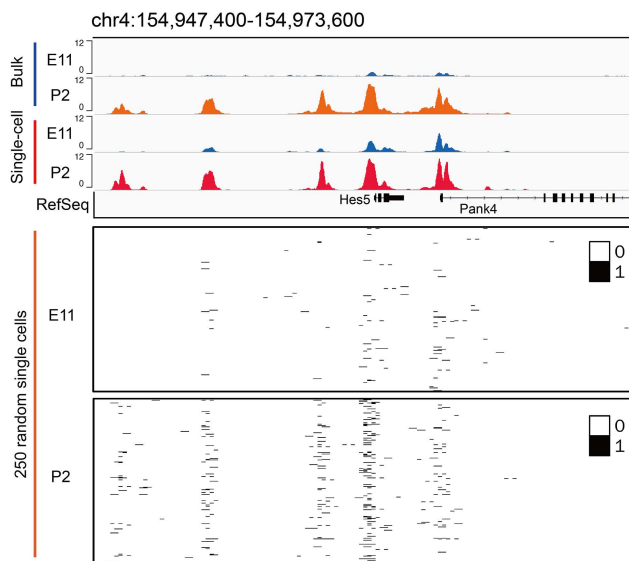 chr4:154,947,400-154,973,600
Bulk
E11
12
0
P2
12
0
Single-cell
E11
12
0
P2
12
0
RefSeq
Hes5
Pank4
250 random single cells
E11
0
1
P2
0
1